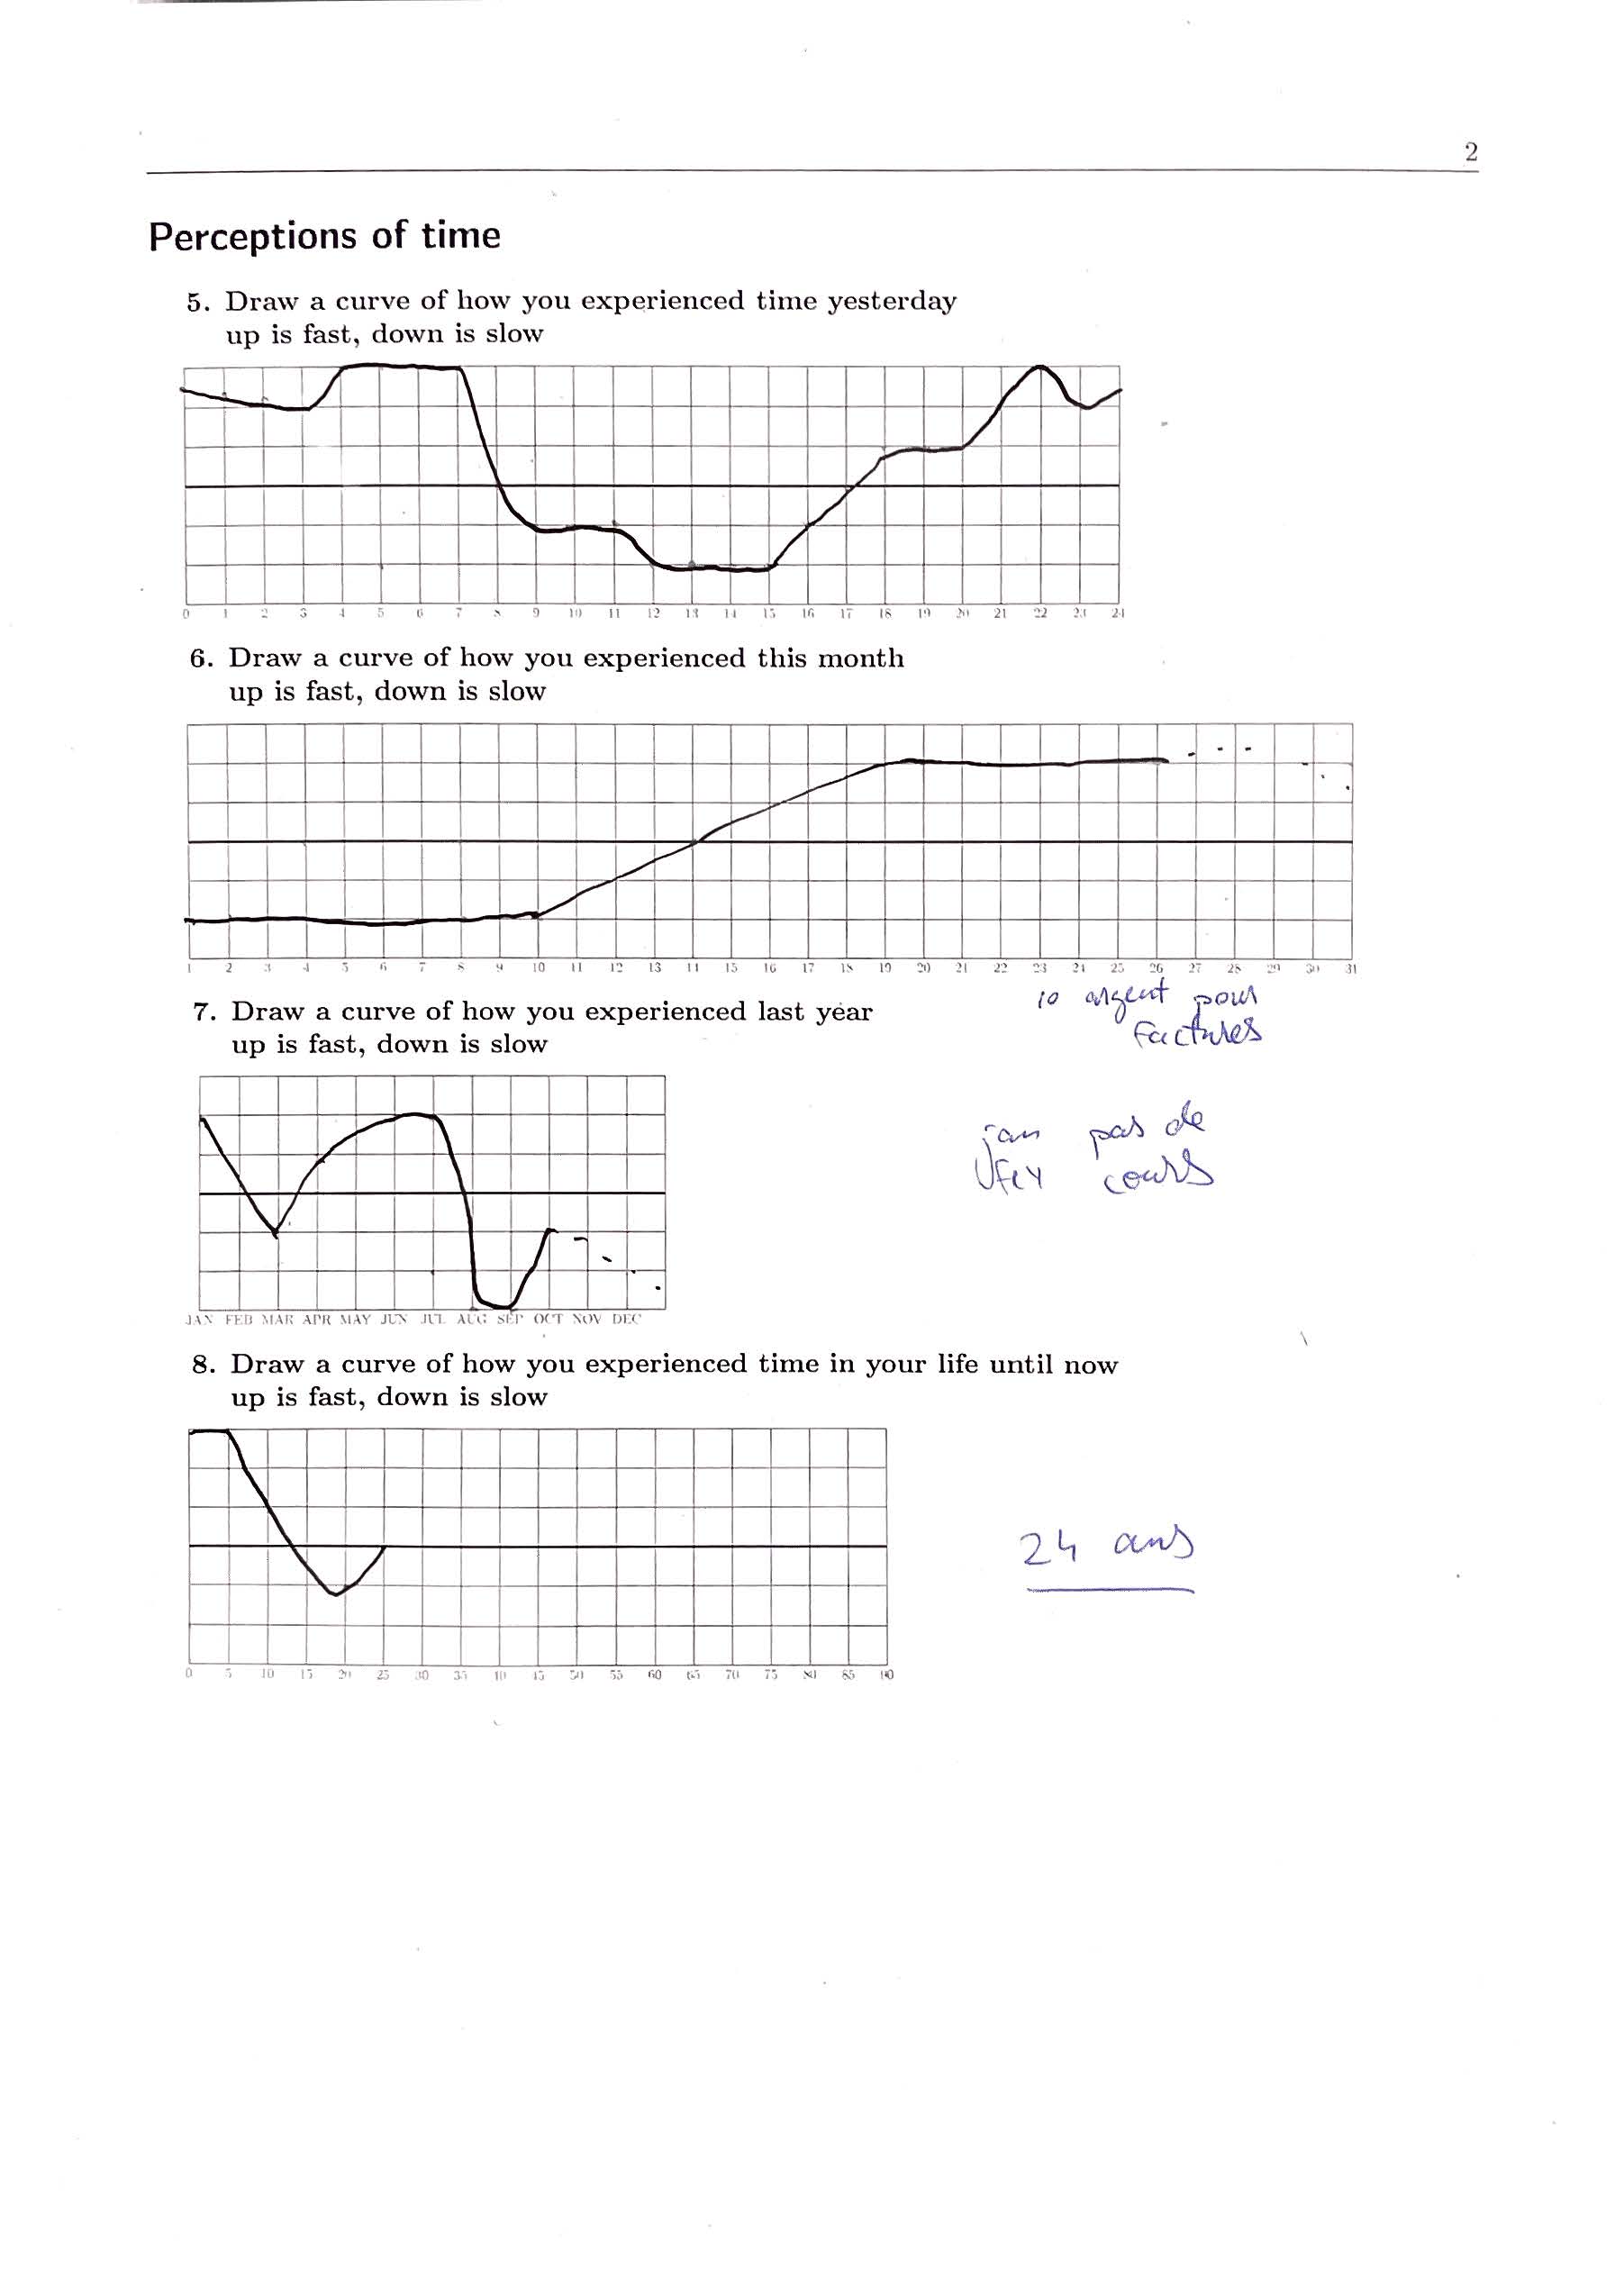 2
Perceptions of time
5. Draw a curve of how you experienced time yesterday
up is fast, down is slow
0 1 2 3 4 5 6 7 8 9 10 11 12 13 14 15 16 17 18 19 20 21 22 23 24
6. Draw a curve of how you experienced this month
up is fast, down is slow
1 2 3 4 5 6 7 8 9 10 11 12 13 14 15 16 17 18 19 20 21 22 23 24 25 26 27 28 29 30 31
10 argent pour
factures
7. Draw a curve of how you experienced last year
up is fast, down is slow
jan pas de
cours
JAN FEB MAR APR MAY JUN JUL AUG SEP OCT NOV DEC
8. Draw a curve of how you experienced time in your life until now
up is fast, down is slow
24 ans
0 5 10 15 20 25 30 35 40 45 50 55 60 65 70 75 80 85 90